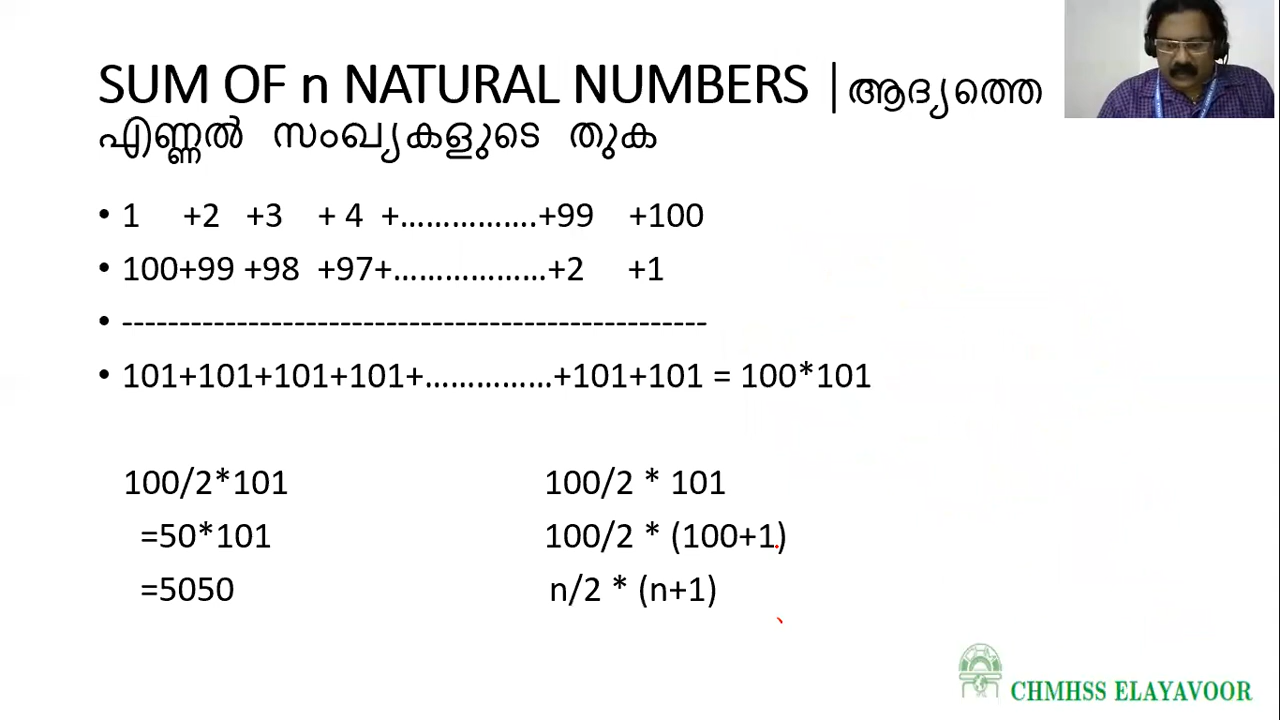 SUM OF n NATURAL NUMBERS |ആദ്യത്തെ
എണ്ണൽ സംഖ്യകളുടെ തുക
• 1 +2 +3 + 4 +................+99 +100
• 100+99 +98 +97+..................+2 +1
• ---------------------------------------------------
• 101+101+101+101+...............+101+101 = 100*101
100/2*101 100/2 * 101
=50*101 100/2 * (100+1)
=5050 n/2 * (n+1)
CHMHSS ELAYAVOOR